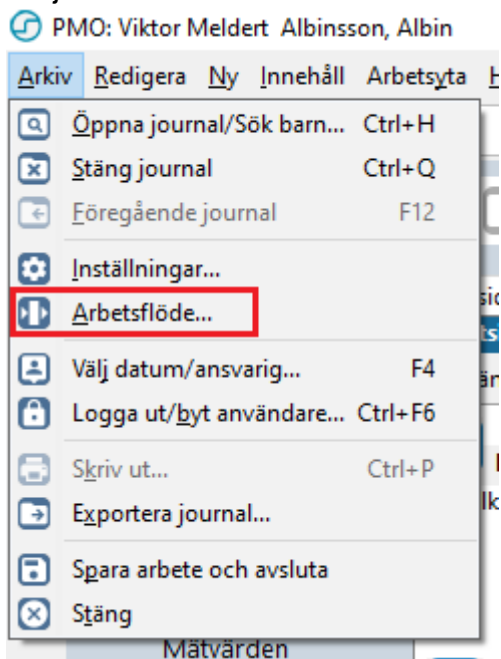 PMO: Viktor Meldert Albinsson, Albin
Arkiv Redigera Ny Innehåll Arbetsyta
Öppna journal/Sök barn... Ctrl+H
Stäng journal Ctrl+Q
Föregående journal F12
Inställningar...
Arbetsflöde...
Välj datum/ansvarig... F4
Logga ut/byt användare... Ctrl+F6
Skriv ut... Ctrl+P
Exportera journal...
Spara arbete och avsluta
Stäng
Mätvärden